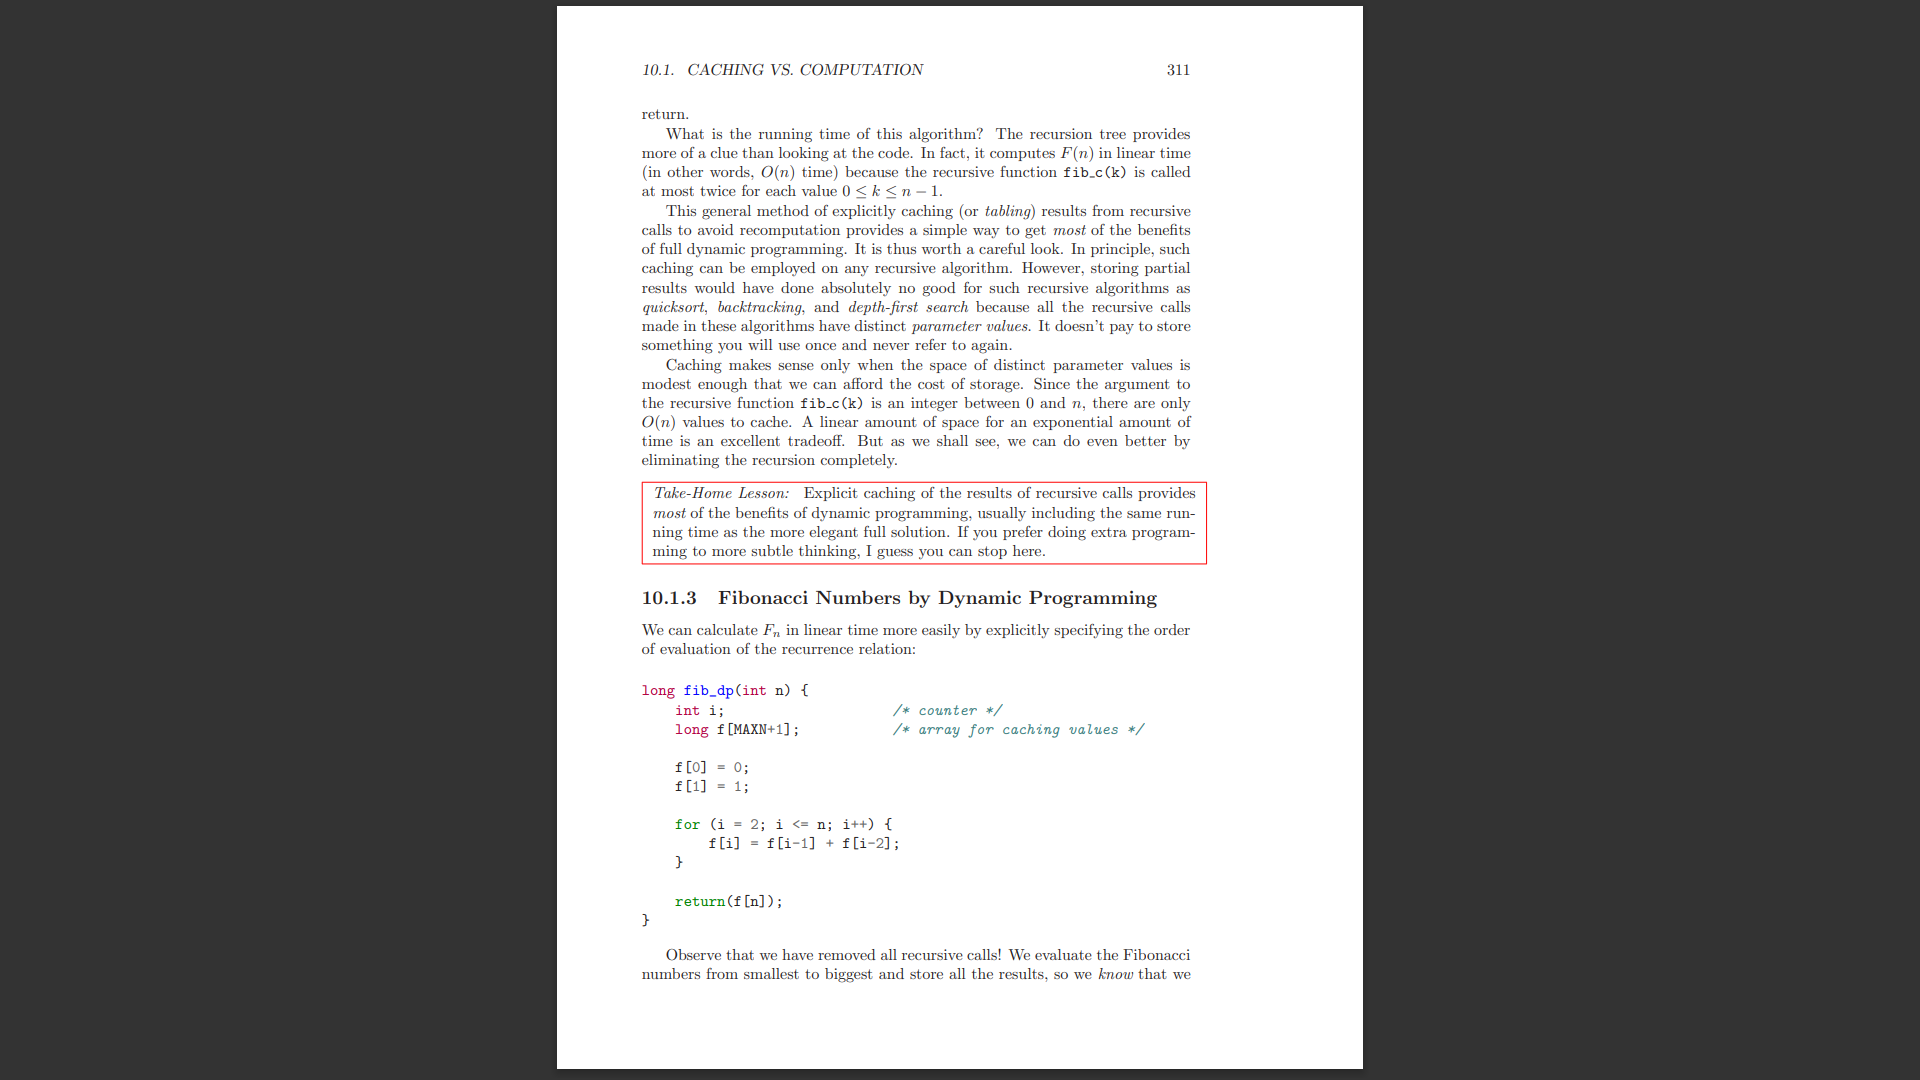 10.1. CACHING VS. COMPUTATION 311
return.
What is the running time of this algorithm? The recursion tree provides
more of a clue than looking at the code. In fact, it computes F(n) in linear time
(in other words, O(n) time) because the recursive function fib_c(k) is called
at most twice for each value 0 ≤ k ≤ n − 1.
This general method of explicitly caching (or tabling) results from recursive
calls to avoid recomputation provides a simple way to get most of the benefits
of full dynamic programming. It is thus worth a careful look. In principle, such
caching can be employed on any recursive algorithm. However, storing partial
results would have done absolutely no good for such recursive algorithms as
quicksort, backtracking, and depth-first search because all the recursive calls
made in these algorithms have distinct parameter values. It doesn't pay to store
something you will use once and never refer to again.
Caching makes sense only when the space of distinct parameter values is
modest enough that we can afford the cost of storage. Since the argument to
the recursive function fib_c(k) is an integer between 0 and n, there are only
O(n) values to cache. A linear amount of space for an exponential amount of
time is an excellent tradeoff. But as we shall see, we can do even better by
eliminating the recursion completely.
Take-Home Lesson: Explicit caching of the results of recursive calls provides
most of the benefits of dynamic programming, usually including the same run-
ning time as the more elegant full solution. If you prefer doing extra program-
ming to more subtle thinking, I guess you can stop here.
10.1.3 Fibonacci Numbers by Dynamic Programming
We can calculate Fn in linear time more easily by explicitly specifying the order
of evaluation of the recurrence relation:
long fib_dp(int n) {
int i; /* counter */
long f[MAXN+1]; /* array for caching values */
f[0] = 0;
f[1] = 1;
for (i = 2; i <= n; i++) {
f[i] = f[i-1] + f[i-2];
}
return(f[n]);
}
Observe that we have removed all recursive calls! We evaluate the Fibonacci
numbers from smallest to biggest and store all the results, so we know that we